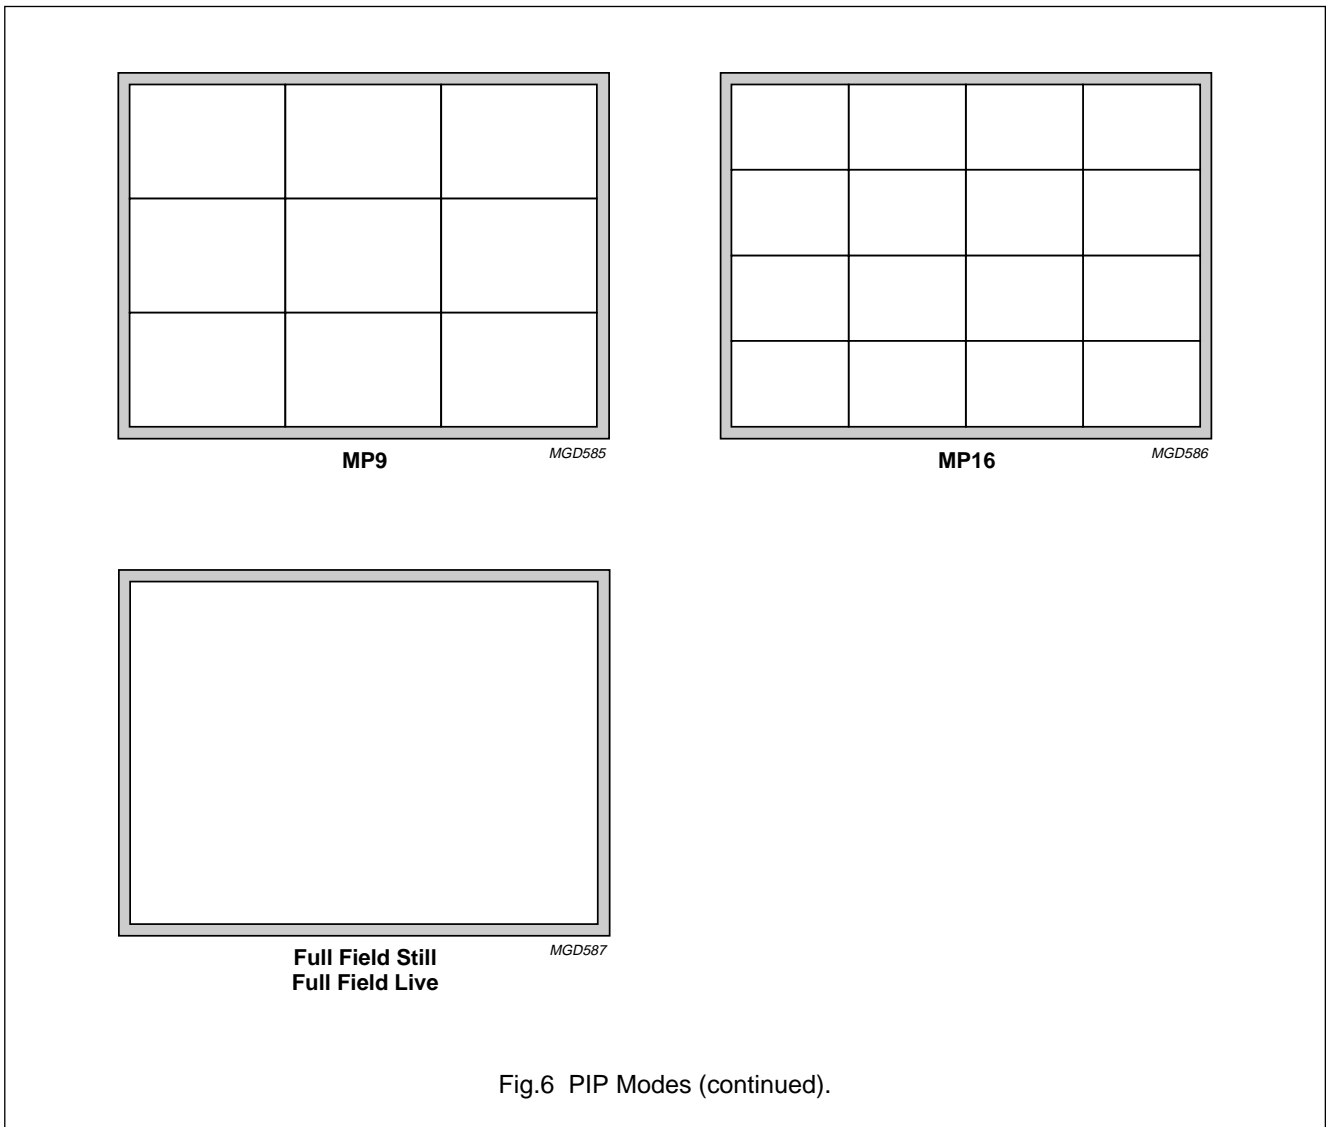 MP9
MGD585
MP16
MGD586
Full Field Still
Full Field Live
MGD587
Fig.6 PIP Modes (continued).